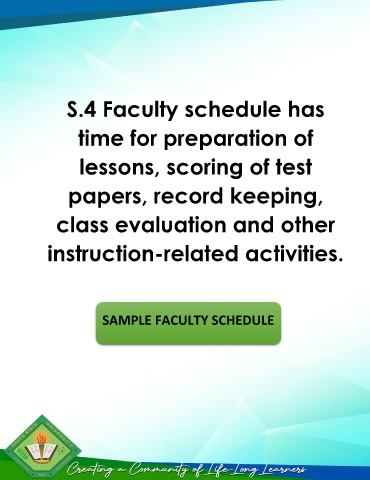 S.4 Faculty schedule has
time for preparation of
lessons, scoring of test
papers, record keeping,
class evaluation and other
instruction-related activities.
SAMPLE FACULTY SCHEDULE
Creating a Community of Life-Long Learners